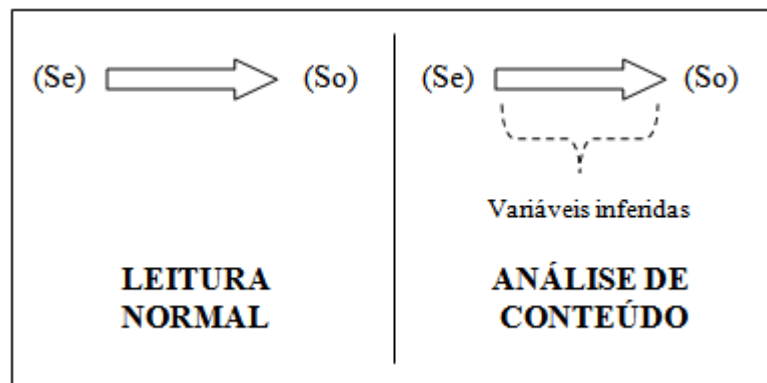 (Se) (So)
LEITURA
NORMAL
(Se) (So)
Variáveis inferidas
ANÁLISE DE
CONTEÚDO